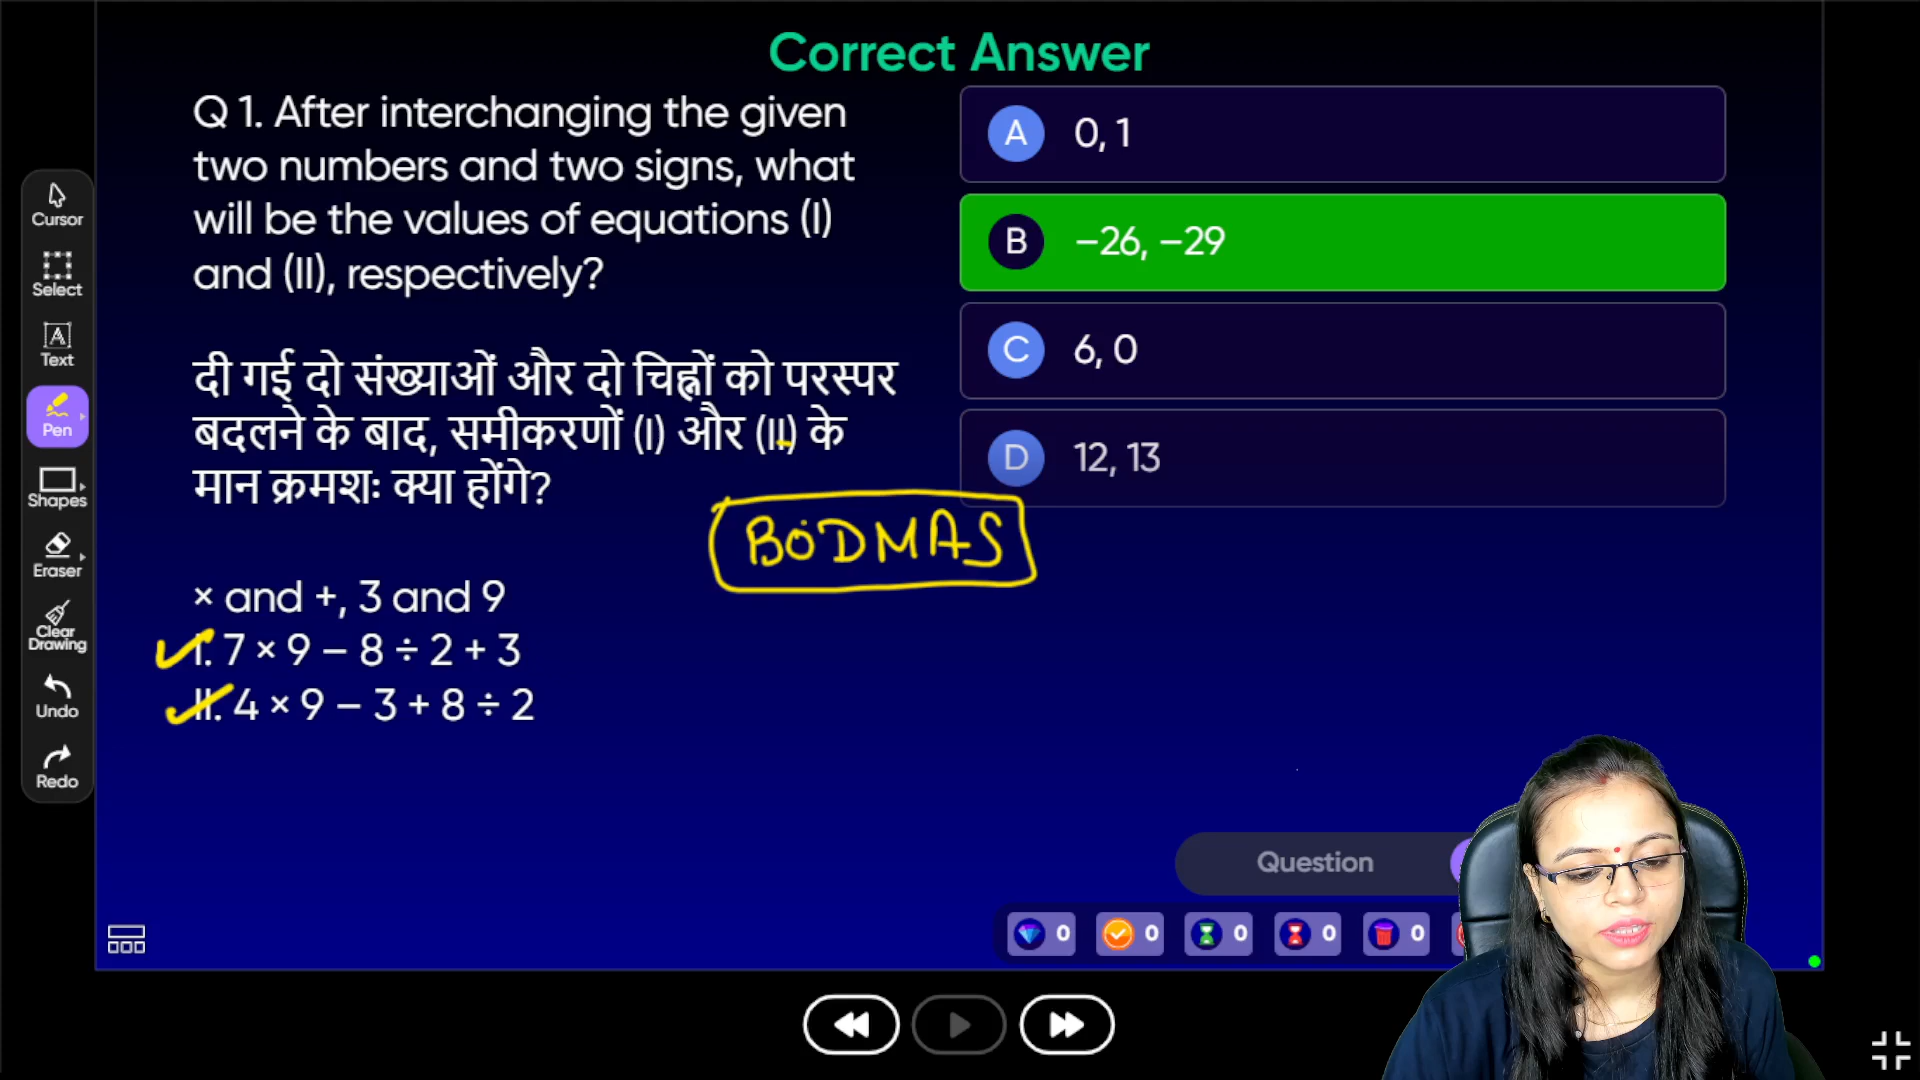 Correct Answer
Q 1. After interchanging the given
two numbers and two signs, what
will be the values of equations (I)
and (II), respectively?
दी गई दो संख्याओं और दो चिह्नों को परस्पर
बदलने के बाद, समीकरणों (I) और (II) के
मान क्रमशः क्या होंगे?
× and +, 3 and 9
I. 7 × 9 – 8 ÷ 2 + 3
II. 4 × 9 – 3 + 8 ÷ 2
A 0, 1
B –26, –29
C 6, 0
D 12, 13
BODMAS
Cursor
Select
Text
Pen
Shapes
Eraser
Clear
Drawing
Undo
Redo
Question
0 0 0 0 0